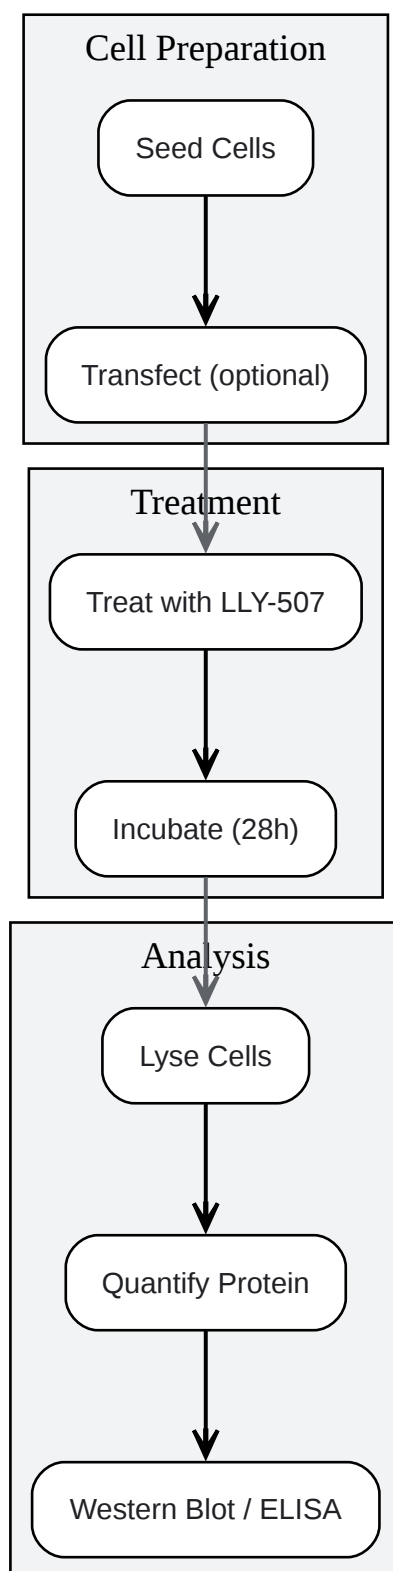 Cell Preparation
Seed Cells
Transfect (optional)
Treatment
Treat with LLY-507
Incubate (28h)
Analysis
Lyse Cells
Quantify Protein
Western Blot / ELISA